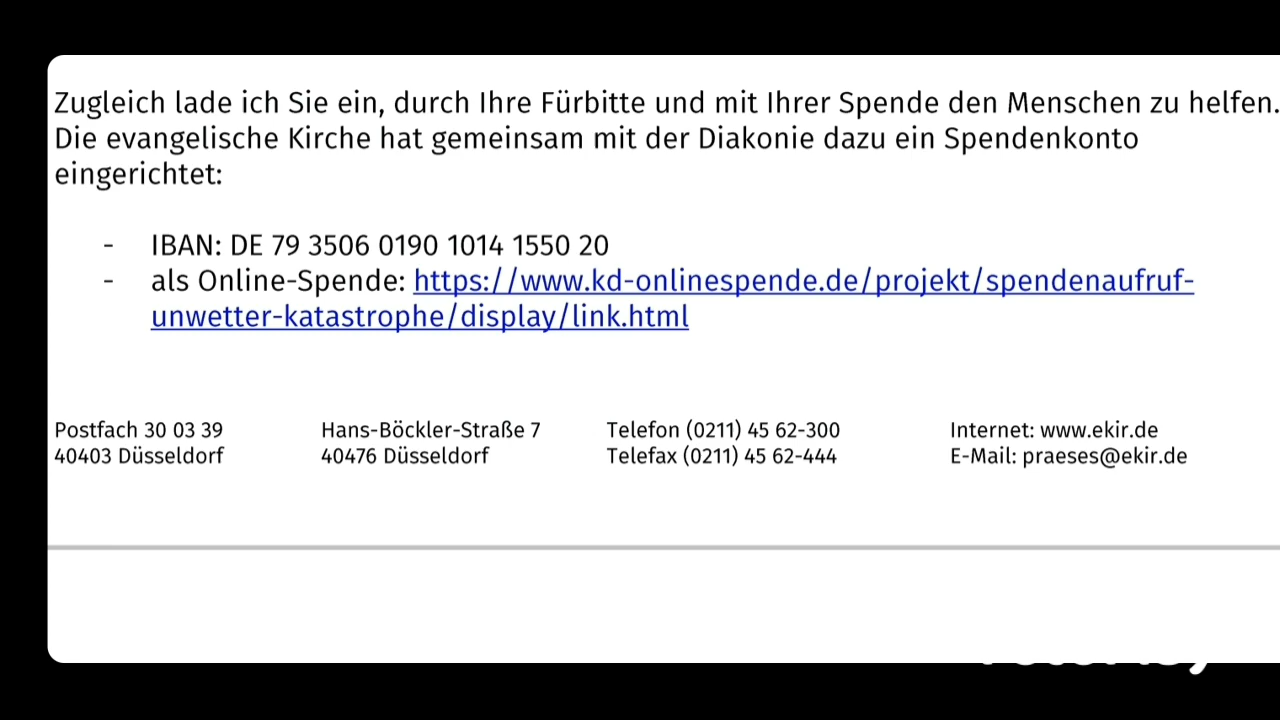 Zugleich lade ich Sie ein, durch Ihre Fürbitte und mit Ihrer Spende den Menschen zu helfen.
Die evangelische Kirche hat gemeinsam mit der Diakonie dazu ein Spendenkonto
eingerichtet:
- IBAN: DE 79 3506 0190 1014 1550 20
- als Online-Spende: https://www.kd-onlinespende.de/projekt/spendenaufruf-
unwetter-katastrophe/display/link.html
Postfach 30 03 39 Hans-Böckler-Straße 7 Telefon (0211) 45 62-300 Internet: www.ekir.de
40403 Düsseldorf 40476 Düsseldorf Telefax (0211) 45 62-444 E-Mail: praeses@ekir.de